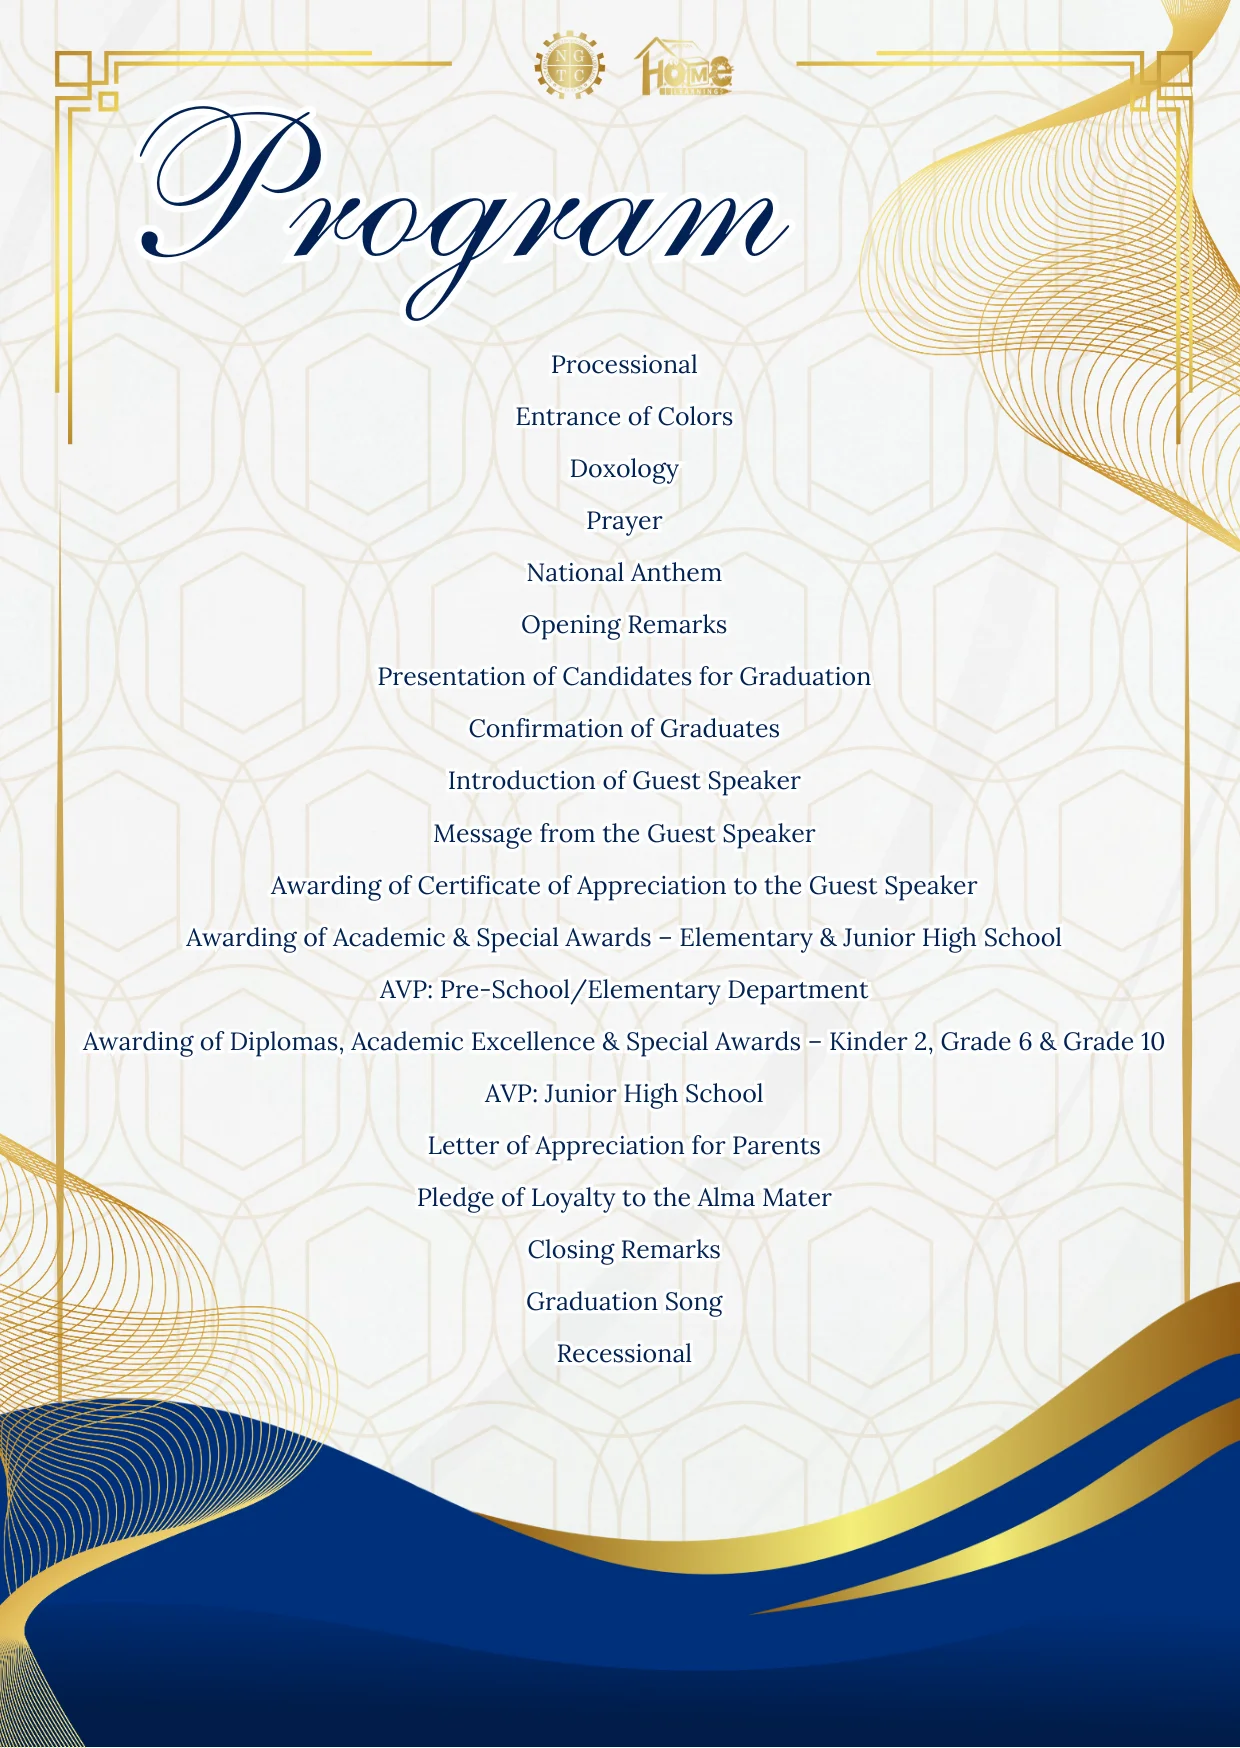 N G
T C
HOME
LEARNING
Program
Processional
Entrance of Colors
Doxology
Prayer
National Anthem
Opening Remarks
Presentation of Candidates for Graduation
Confirmation of Graduates
Introduction of Guest Speaker
Message from the Guest Speaker
Awarding of Certificate of Appreciation to the Guest Speaker
Awarding of Academic & Special Awards – Elementary & Junior High School
AVP: Pre-School/Elementary Department
Awarding of Diplomas, Academic Excellence & Special Awards – Kinder 2, Grade 6 & Grade 10
AVP: Junior High School
Letter of Appreciation for Parents
Pledge of Loyalty to the Alma Mater
Closing Remarks
Graduation Song
Recessional